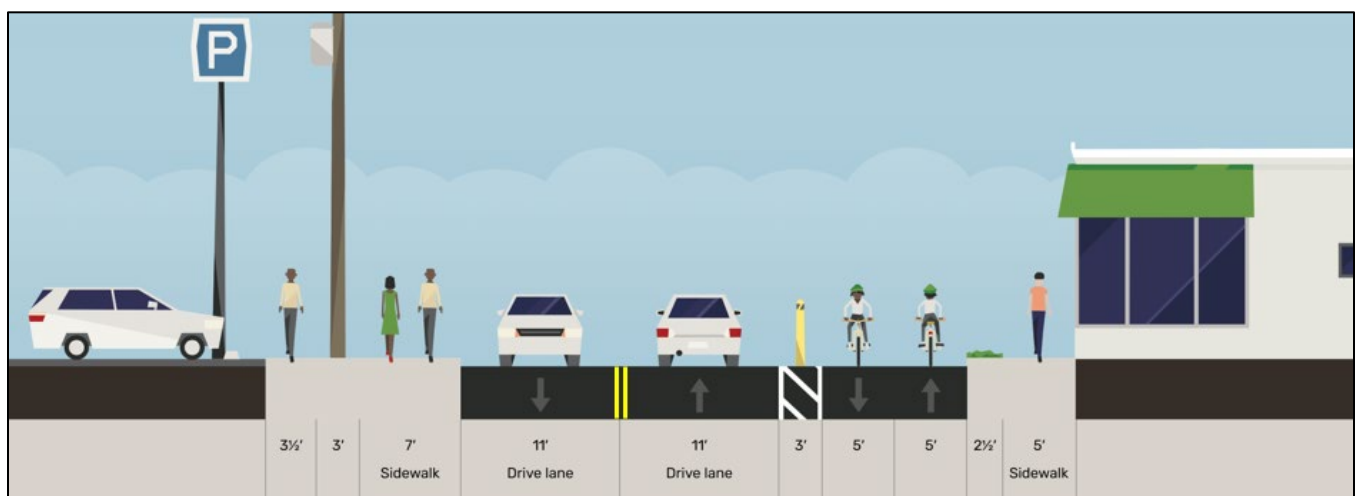 P
3½′
3′
7′
Sidewalk
11′
Drive lane
11′
Drive lane
3′
5′
5′
2½′
5′
Sidewalk